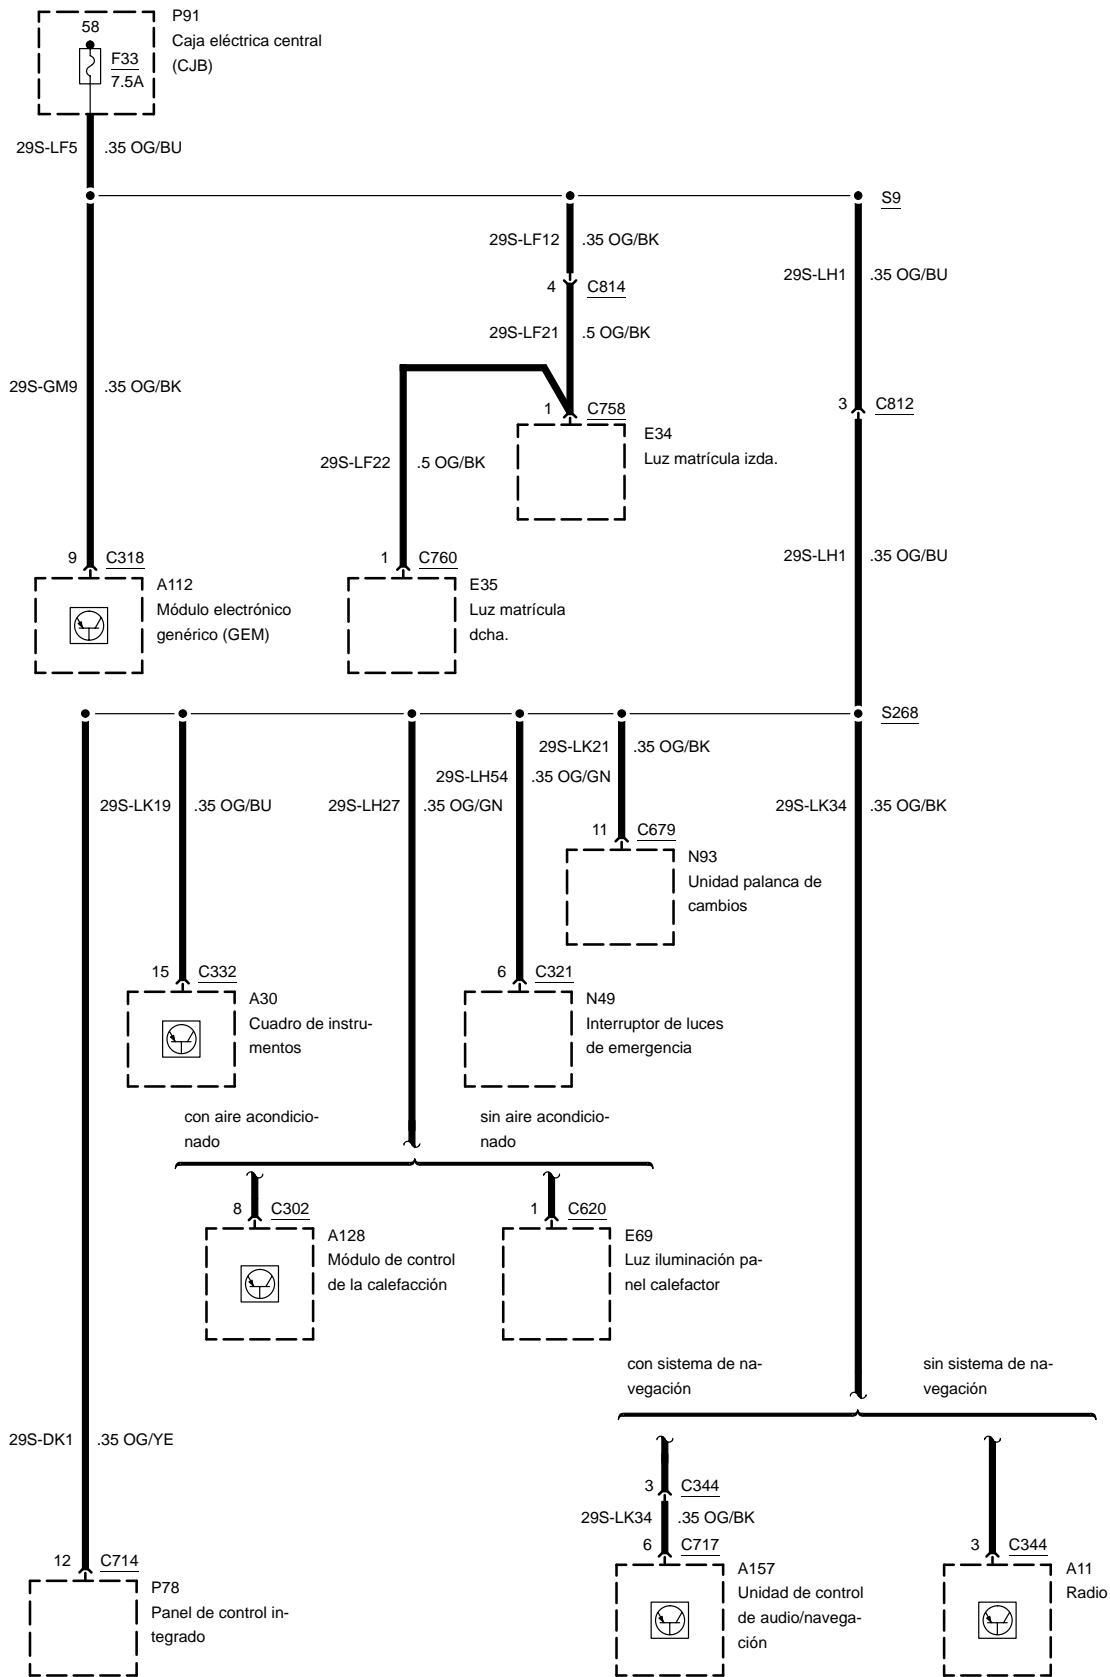 P91
58
Caja eléctrica central
(CJB)
F33
7.5A
29S-LF5 .35 OG/BU
S9
29S-LF12 .35 OG/BK
29S-LH1 .35 OG/BU
4 C814
29S-LF21 .5 OG/BK
29S-GM9 .35 OG/BK
1 C758
3 C812
E34
Luz matrícula izda.
29S-LF22 .5 OG/BK
29S-LH1 .35 OG/BU
9 C318
1 C760
A112
Módulo electrónico
genérico (GEM)
E35
Luz matrícula
dcha.
S268
29S-LK21 .35 OG/BK
29S-LH54 .35 OG/GN
29S-LK19 .35 OG/BU
29S-LH27 .35 OG/GN
29S-LK34 .35 OG/BK
11 C679
N93
Unidad palanca de
cambios
15 C332
6 C321
A30
Cuadro de instru-
mentos
N49
Interruptor de luces
de emergencia
con aire acondicio-
nado
sin aire acondicio-
nado
8 C302
1 C620
A128
Módulo de control
de la calefacción
E69
Luz iluminación pa-
nel calefactor
con sistema de na-
vegación
sin sistema de na-
vegación
29S-DK1 .35 OG/YE
3 C344
29S-LK34 .35 OG/BK
12 C714
6 C717
3 C344
P78
Panel de control in-
tegrado
A157
Unidad de control
de audio/navega-
ción
A11
Radio